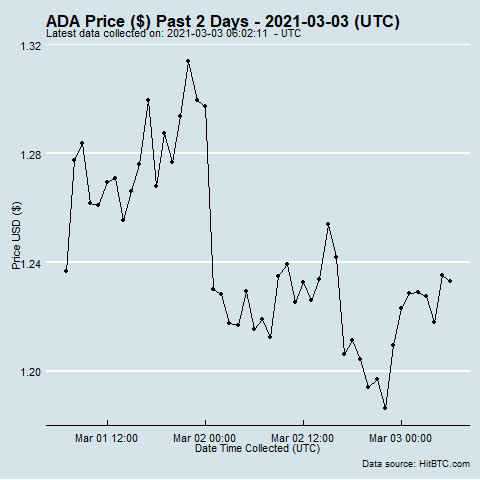 ADA Price ($) Past 2 Days - 2021-03-03 (UTC)
Latest data collected on: 2021-03-03 06:02:11 - UTC
1.32
1.28
1.24
1.20
Price USD ($)
Mar 01 12:00
Mar 02 00:00
Mar 02 12:00
Mar 03 00:00
Date Time Collected (UTC)
Data source: HitBTC.com